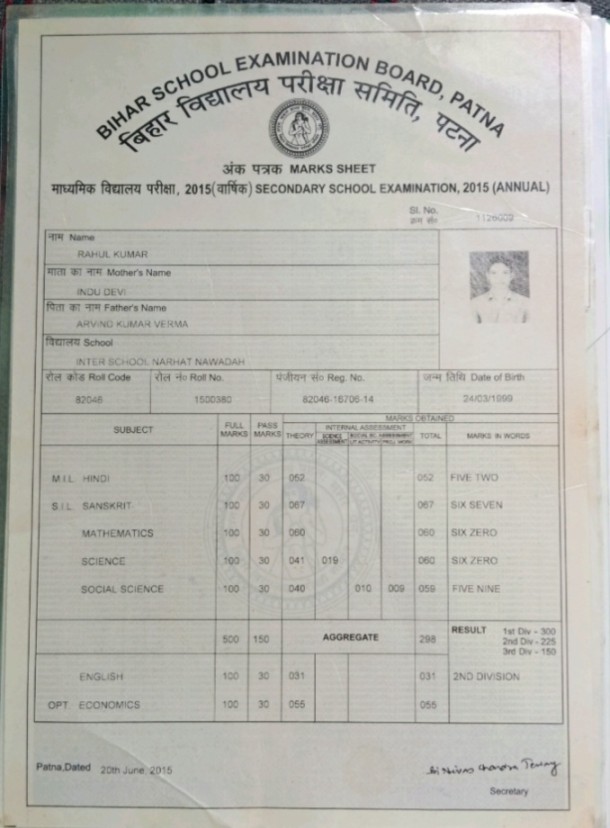 BIHAR SCHOOL EXAMINATION BOARD, PATNA
बिहार विद्यालय परीक्षा समिति, पटना
अंक पत्रक MARKS SHEET
माध्यमिक विद्यालय परीक्षा, 2015(वार्षिक) SECONDARY SCHOOL EXAMINATION, 2015 (ANNUAL)
Sl. No.
क्रम सं० 1126009
नाम Name
RAHUL KUMAR
माता का नाम Mother's Name
INDU DEVI
पिता का नाम Father's Name
ARVIND KUMAR VERMA
विद्यालय School
INTER SCHOOL NARHAT NAWADAH
रोल कोड Roll Code रोल नं० Roll No. पंजीयन सं० Reg. No. जन्म तिथि Date of Birth
82046 1500380 82046-16706-14 24/03/1999
SUBJECT FULL MARKS PASS MARKS MARKS OBTAINED
THEORY INTERNAL ASSESSMENT TOTAL MARKS IN WORDS
M.I.L. HINDI 100 30 052 052 FIVE TWO
S.I.L. SANSKRIT 100 30 067 067 SIX SEVEN
MATHEMATICS 100 30 060 060 SIX ZERO
SCIENCE 100 30 041 019 060 SIX ZERO
SOCIAL SCIENCE 100 30 040 010 009 059 FIVE NINE
500 150 AGGREGATE 298 RESULT 1st Div - 300
2nd Div - 225
3rd Div - 150
ENGLISH 100 30 031 031 2ND DIVISION
OPT. ECONOMICS 100 30 055 055
Patna,Dated 20th June, 2015
Secretary